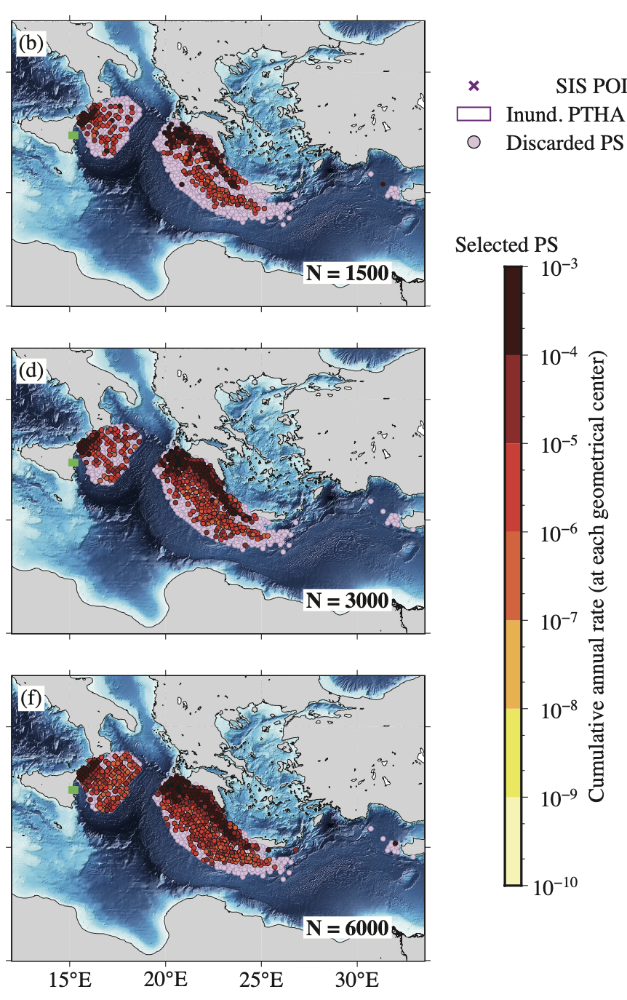 (b)
N = 1500
(d)
N = 3000
(f)
N = 6000
15°E 20°E 25°E 30°E
SIS POI
Inund. PTHA
Discarded PS
Selected PS
10−3
10−4
10−5
10−6
10−7
10−8
10−9
10−10
Cumulative annual rate (at each geometrical center)